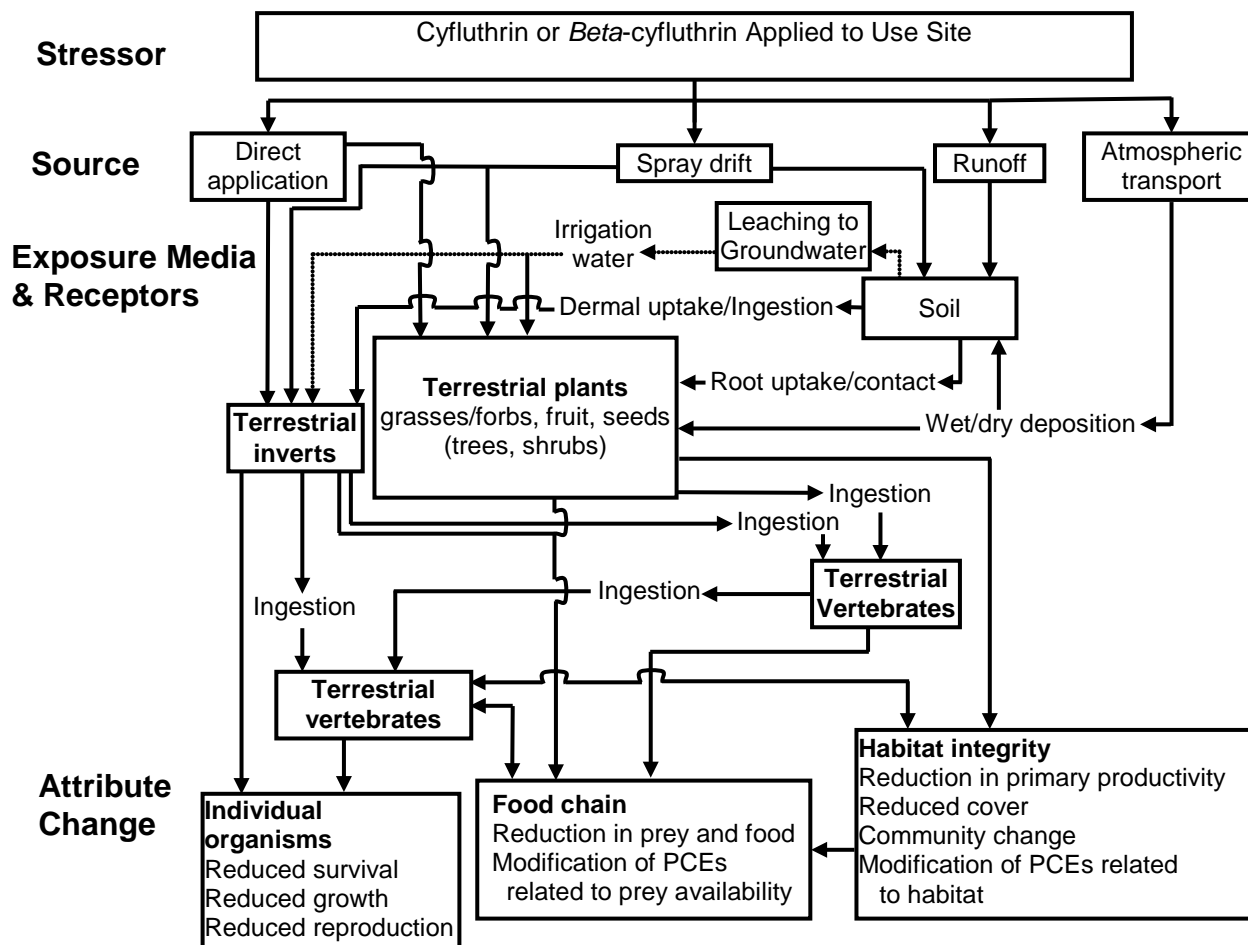 Stressor
Cyfluthrin or Beta-cyfluthrin Applied to Use Site
Source
Direct
application
Spray drift
Runoff
Atmospheric
transport
Exposure Media
& Receptors
Irrigation
water
Leaching to
Groundwater
Dermal uptake/Ingestion
Soil
Terrestrial plants
grasses/forbs, fruit, seeds
(trees, shrubs)
Root uptake/contact
Wet/dry deposition
Terrestrial
inverts
Ingestion
Ingestion
Ingestion
Ingestion
Terrestrial
Vertebrates
Terrestrial
vertebrates
Attribute
Change
Individual
organisms
Reduced survival
Reduced growth
Reduced reproduction
Food chain
Reduction in prey and food
Modification of PCEs
related to prey availability
Habitat integrity
Reduction in primary productivity
Reduced cover
Community change
Modification of PCEs related
to habitat